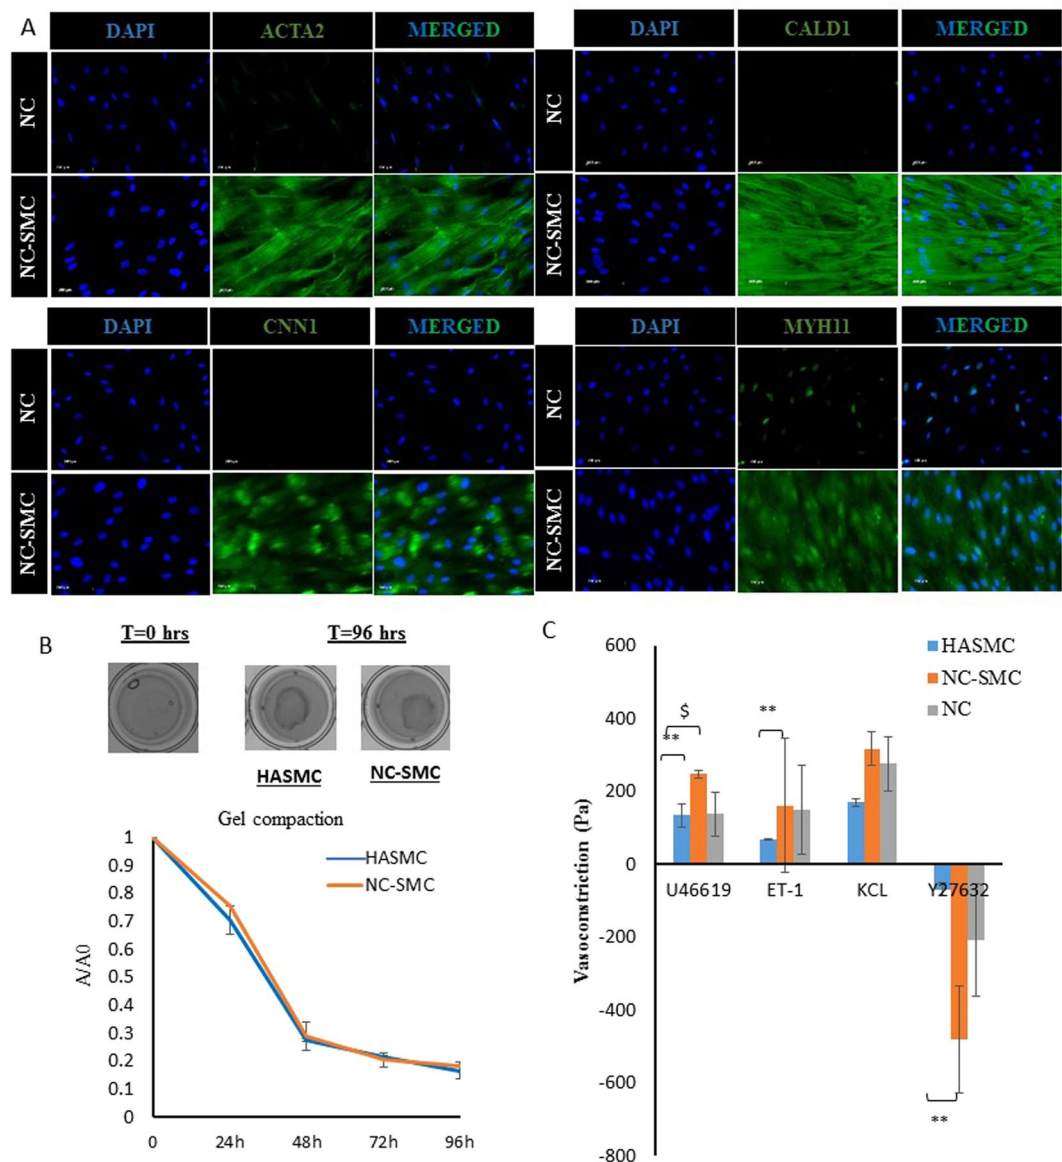 A
DAPI ACTA2 MERGED
NC
NC-SMC
DAPI CALD1 MERGED
NC
NC-SMC
DAPI CNN1 MERGED
NC
NC-SMC
DAPI MYH11 MERGED
NC
NC-SMC
B
T=0 hrs T=96 hrs
HASMC NC-SMC
Gel compaction
HASMC
NC-SMC
A/A0
1
0.9
0.8
0.7
0.6
0.5
0.4
0.3
0.2
0.1
0
0 24h 48h 72h 96h
C
HASMC
NC-SMC
NC
Vasoconstriction (Pa)
600
400
200
0
-200
-400
-600
-800
$
**
**
U46619 ET-1 KCL Y27632
**